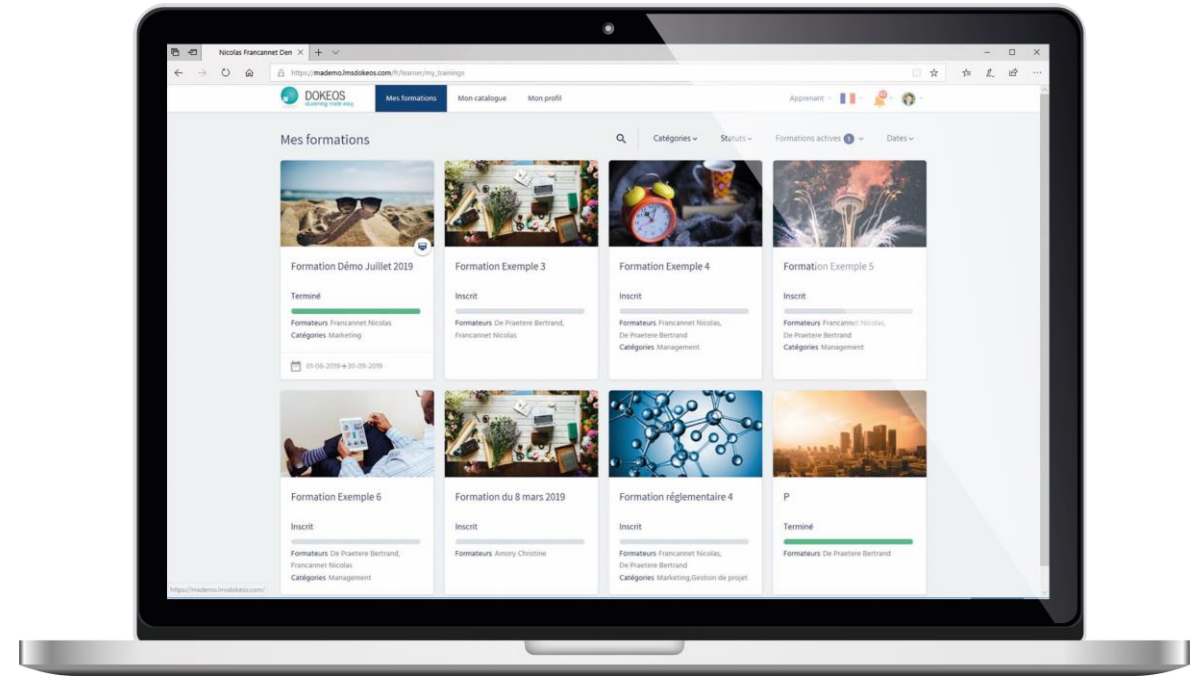 Nicolas Francannet Den
https://mademo.lmsdokeos.com/fr/learner/my_trainings
DOKEOS
eLearning made easy
Mes formations
Mon catalogue
Mon profil
Apprenant
Mes formations
Catégories
Statuts
Formations actives 1
Dates
Formation Démo Juillet 2019
Terminé
Formateurs Francannet Nicolas
Catégories Marketing
01-06-2019→30-09-2019
Formation Exemple 3
Inscrit
Formateurs De Praetere Bertrand,
Francannet Nicolas
Formation Exemple 4
Inscrit
Formateurs Francannet Nicolas,
De Praetere Bertrand
Catégories Management
Formation Exemple 5
Inscrit
Formateurs Francannet Nicolas,
De Praetere Bertrand
Catégories Management
Formation Exemple 6
Inscrit
Formateurs De Praetere Bertrand,
Francannet Nicolas
Catégories Management
Formation du 8 mars 2019
Inscrit
Formateurs Amory Christine
Formation réglementaire 4
Inscrit
Formateurs Francannet Nicolas,
De Praetere Bertrand
Catégories Marketing,Gestion de projet
P
Terminé
Formateurs De Praetere Bertrand
https://mademo.lmsdokeos.com/